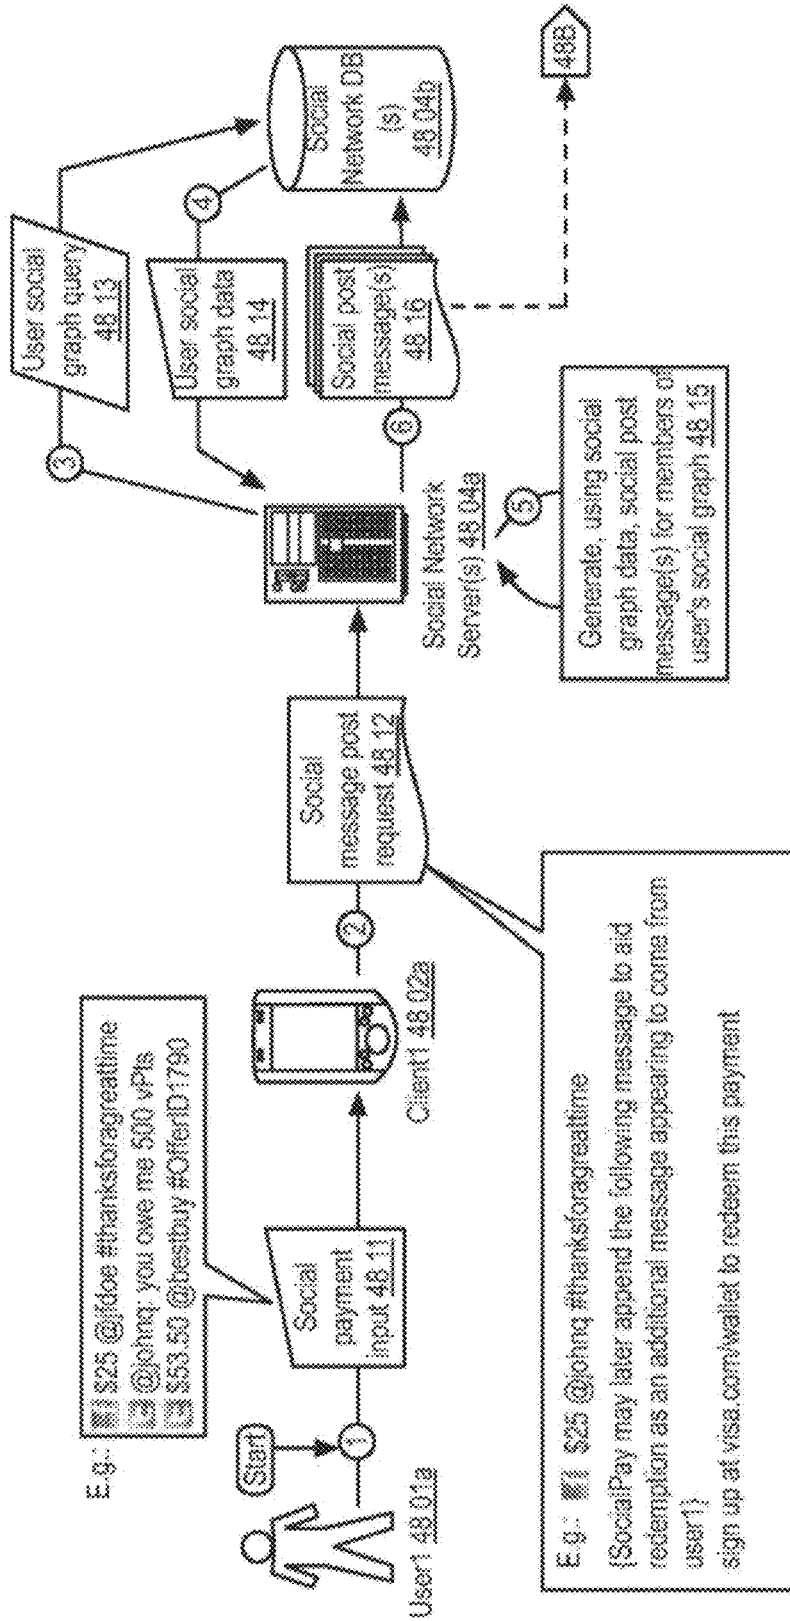 E.g.:
$25 @jfdoe #thanksforagreattime
@johnq: you owe me 500 vPts
$53.50 @bestbuy #OfferID1790
Start
1
User1 48 01a
Social
payment
input 48 11
Client1 48 02a
2
Social
message post
request 48 12
Social Network
Server(s) 48 04a
3
User social
graph query
48 13
4
User social
graph data
48 14
Social
Network DB
(s)
48 04b
6
Social post
message(s)
48 16
5
Generate, using social
graph data, social post
message(s) for members of
user's social graph 48 15
48B
E.g.: $25 @johnq #thanksforagreattime
[SocialPay may later append the following message to aid
redemption as an additional message appearing to come from
user1]
sign up at visa.com/wallet to redeem this payment